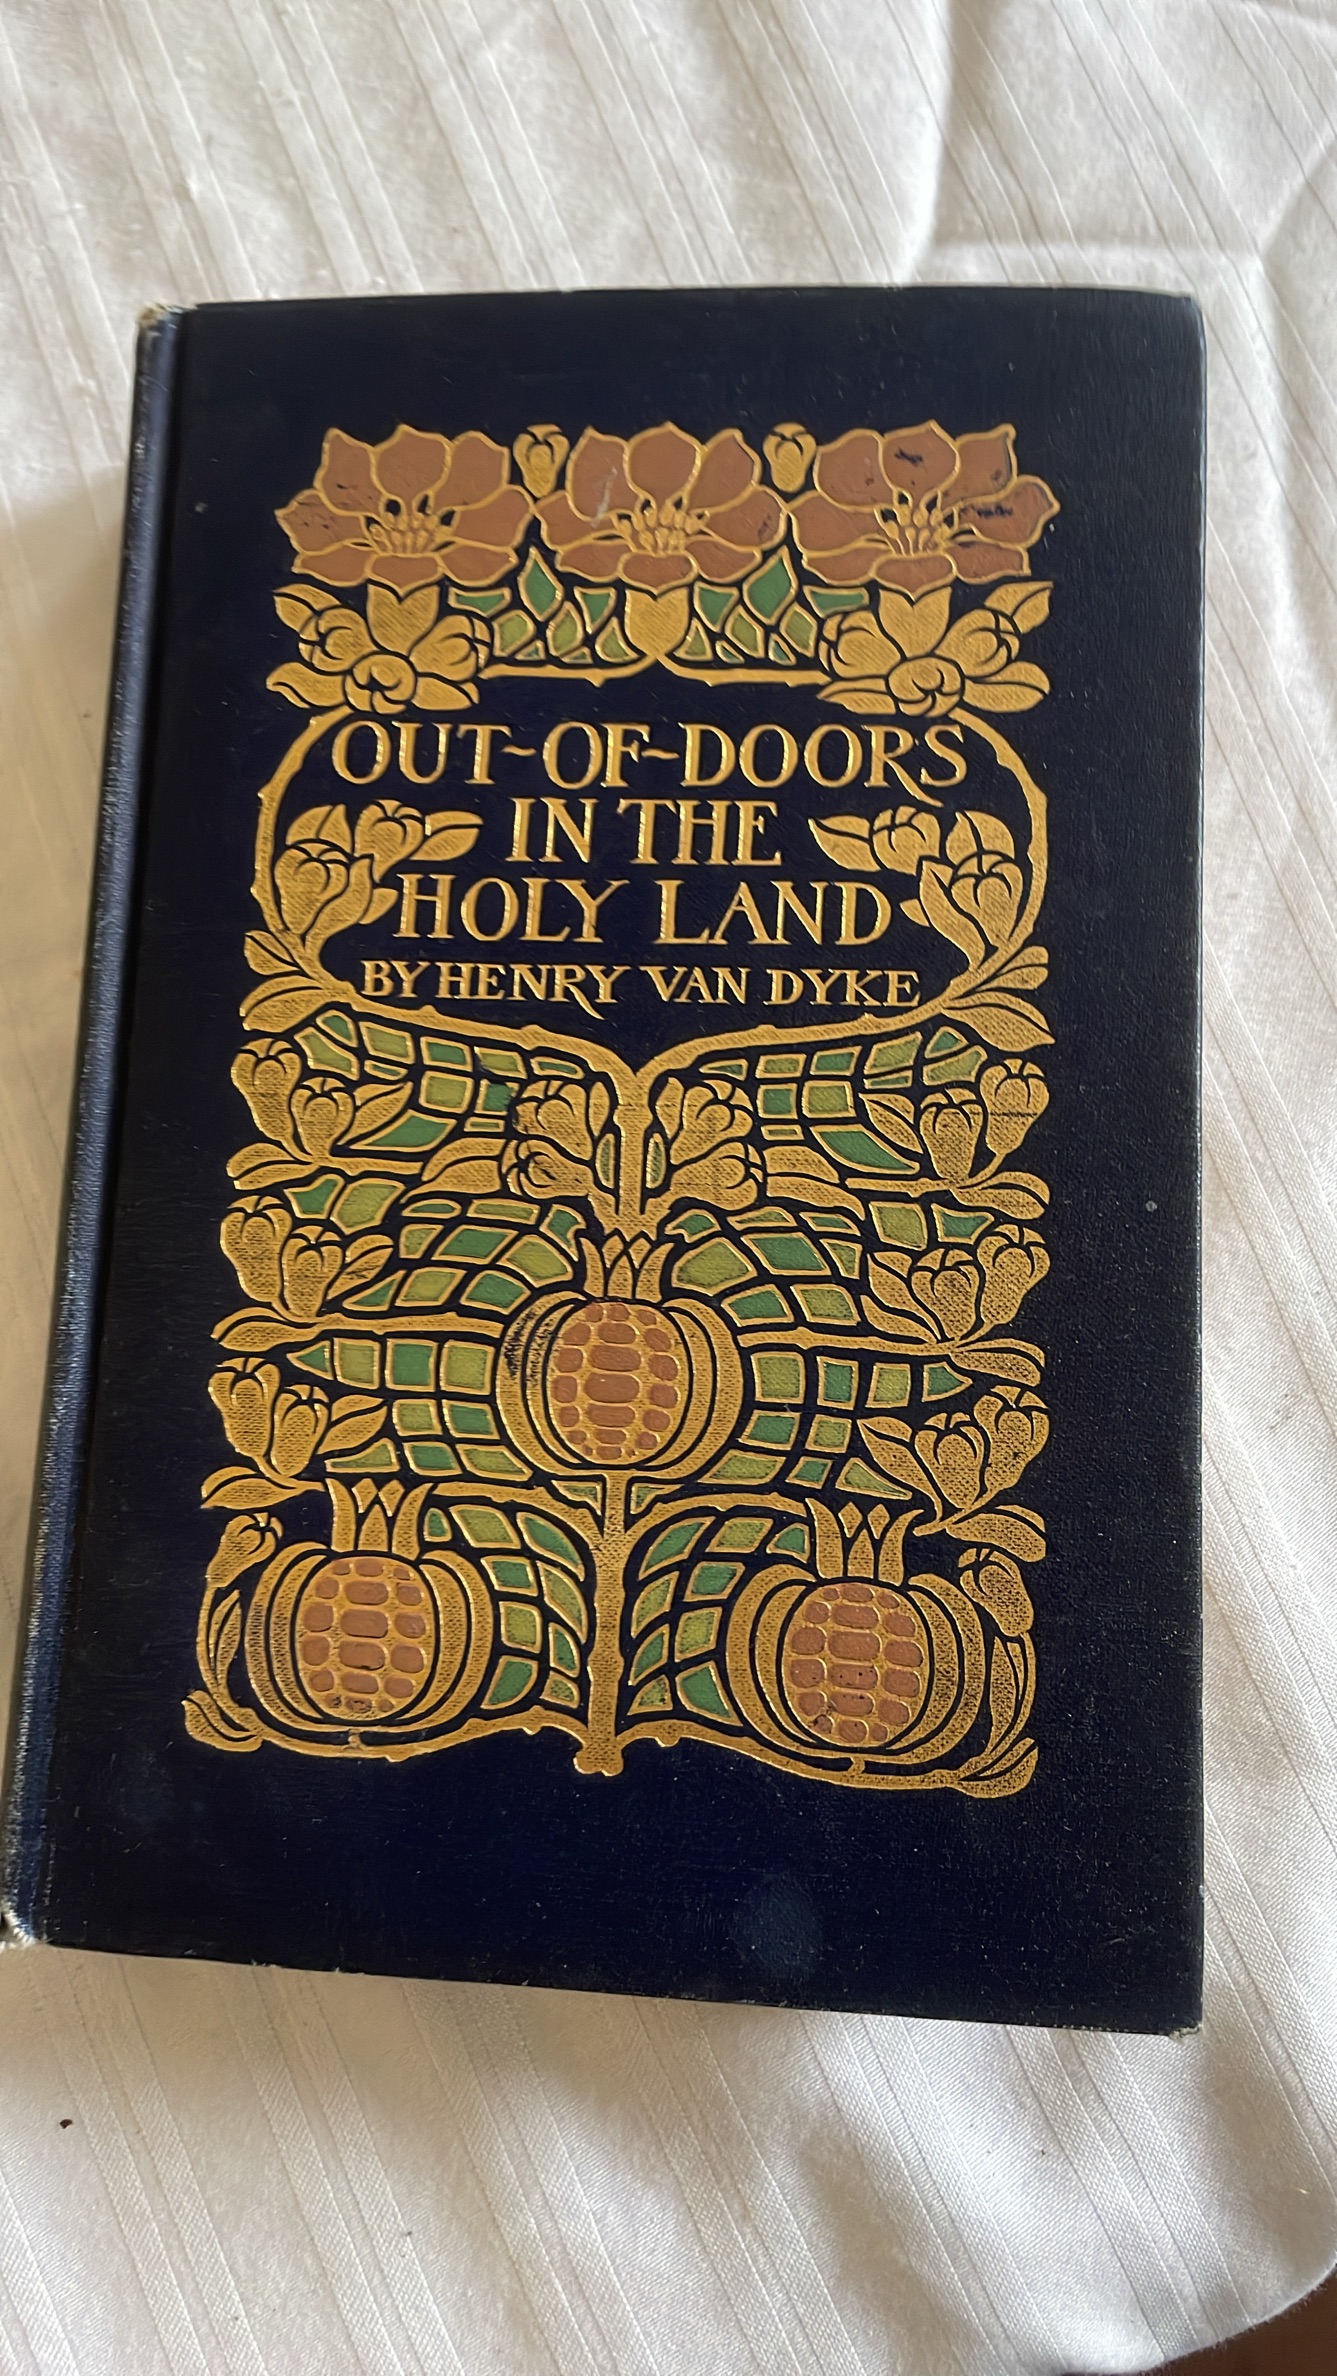 OUT-OF-DOORS
IN THE
HOLY LAND
BY HENRY VAN DYKE